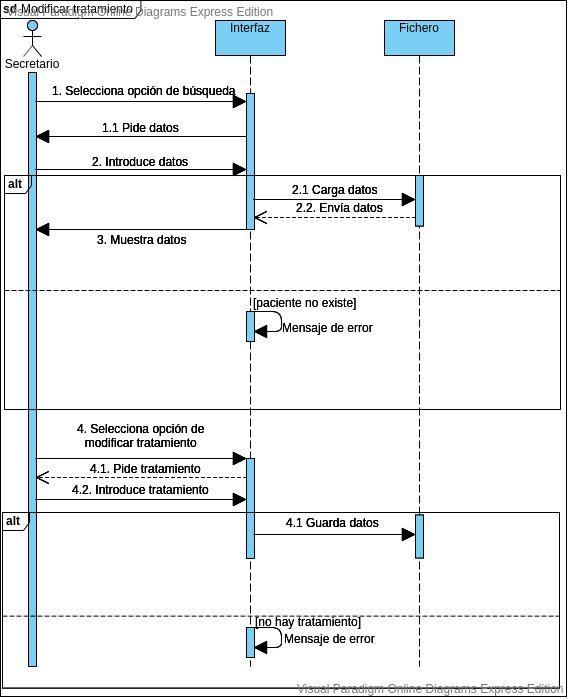 sd Modificar tratamiento
Visual Paradigm Online Diagrams Express Edition
Interfaz
Fichero
Secretario
1. Selecciona opción de búsqueda
1.1 Pide datos
2. Introduce datos
alt
2.1 Carga datos
2.2. Envía datos
3. Muestra datos
[paciente no existe]
Mensaje de error
4. Selecciona opción de
modificar tratamiento
4.1. Pide tratamiento
4.2. Introduce tratamiento
alt
4.1 Guarda datos
[no hay tratamiento]
Mensaje de error
Visual Paradigm Online Diagrams Express Edition